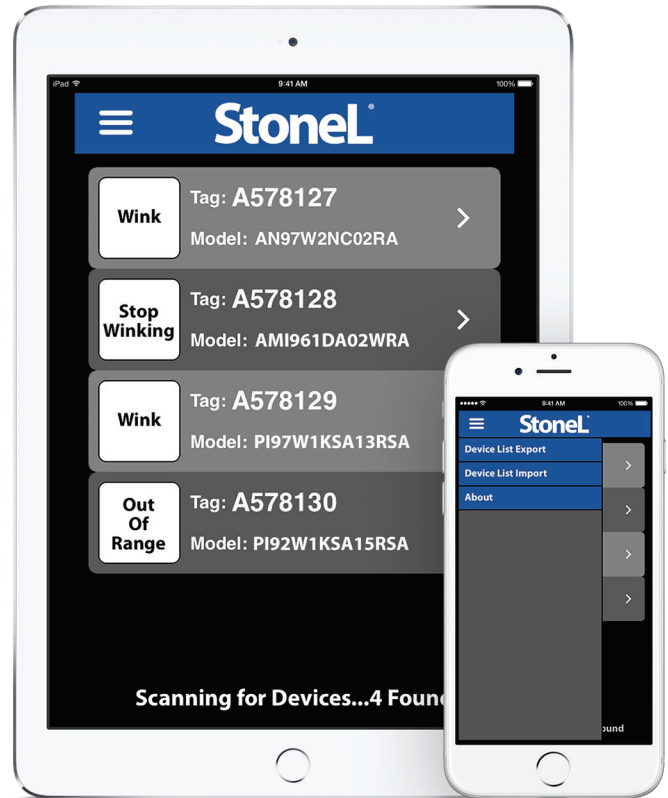 iPad 9:41 AM 100%
StoneL®
Wink
Tag: A578127
Model: AN97W2NC02RA
Stop
Winking
Tag: A578128
Model: AMI961DA02WRA
Wink
Tag: A578129
Model: PI97W1KSA13RSA
Out
Of
Range
Tag: A578130
Model: PI92W1KSA15RSA
Scanning for Devices...4 Foun
9:41 AM 100%
StoneL
Device List Export
Device List Import
About
ound